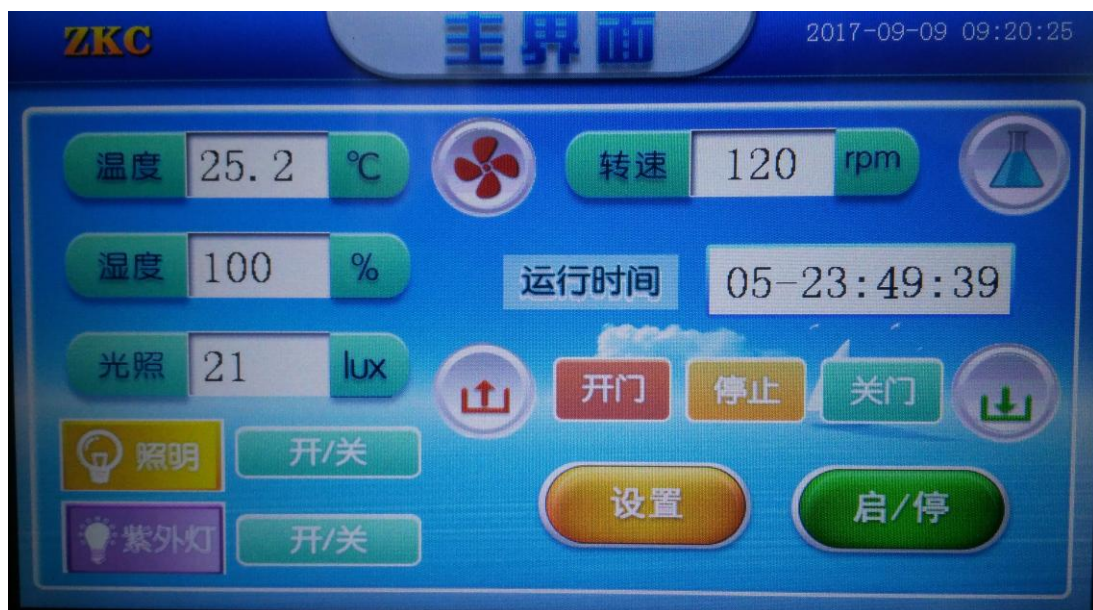 ZKC 主界面 2017-09-09 09:20:25
温度 25.2 ℃ 转速 120 rpm
湿度 100 % 运行时间 05-23:49:39
光照 21 lux 开门 停止 关门
照明 开/关 设置 启/停
紫外灯 开/关